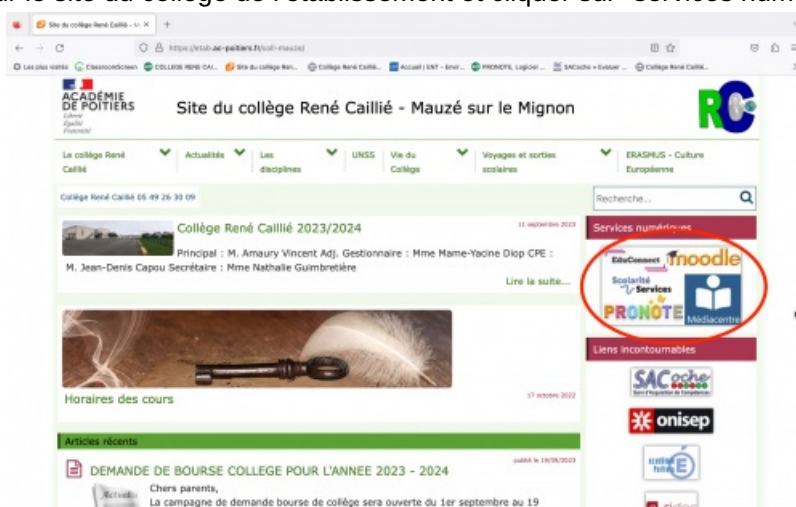 ur le site du collège de l'établissement et cliquer sur "services num
Site du collège René Caillié - M
https://etab.ac-poitiers.fr/coll-mauze/
Les plus visités ClassroomScreen COLLEGE RENE CAI... Site du collège Ren... Collège René Caillié... Accueil | ENT - Envir... PRONOTE, Logiciel ... SACoche » Evaluer ... Collège René Caillié...
ACADÉMIE
DE POITIERS
Liberté
Égalité
Fraternité
Site du collège René Caillié - Mauzé sur le Mignon
RC
Le collège René Caillié
Actualités
Les disciplines
UNSS
Vie du Collège
Voyages et sorties scolaires
ERASMUS - Culture Européenne
Collège René Caillié 05 49 26 30 09
Recherche...
Collège René Caillié 2023/2024
11 septembre 2023
Principal : M. Amaury Vincent Adj. Gestionnaire : Mme Mame-Yacine Diop CPE :
M. Jean-Denis Capou Secrétaire : Mme Nathalie Guimbretière
Lire la suite...
Services numériques
EduConnect
moodle
Scolarité
Services
PRONOTE
Médiacentre
Liens incontournables
SACoche
Suivi d'Acquisition de Compétences
onisep
Horaires des cours
17 octobre 2022
Articles récents
publié le 19/09/2023
DEMANDE DE BOURSE COLLEGE POUR L'ANNEE 2023 - 2024
Chers parents,
La campagne de demande bourse de collège sera ouverte du 1er septembre au 19